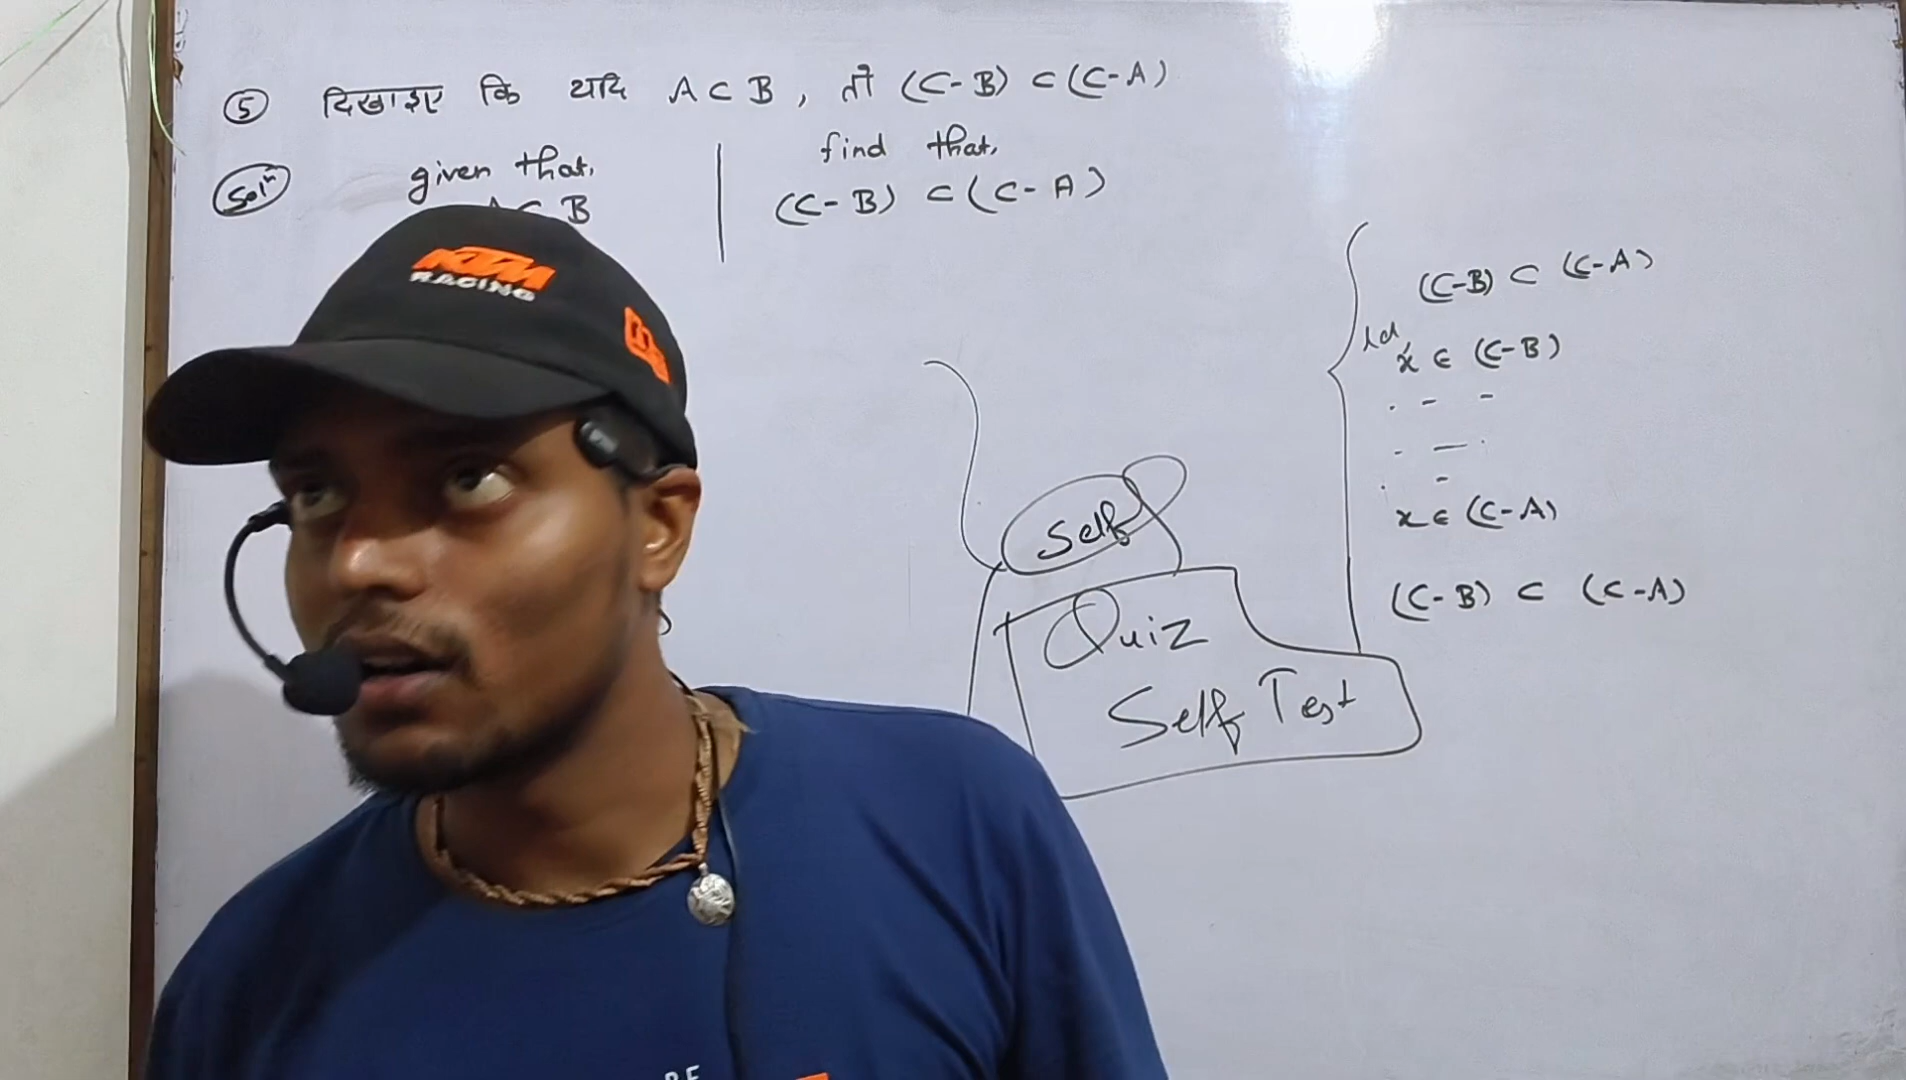 ⑤ दिखाइए कि यदि A ⊂ B, तो (C-B) ⊂ (C-A)
Solⁿ
given that,
A ⊂ B
find that,
(C-B) ⊂ (C-A)
KTM
RACING
(C-B) ⊂ (C-A)
let,
x ∈ (C-B)
. - -
. — .
. -
x ∈ (C-A)
(C-B) ⊂ (C-A)
Self
Quiz
Self Test